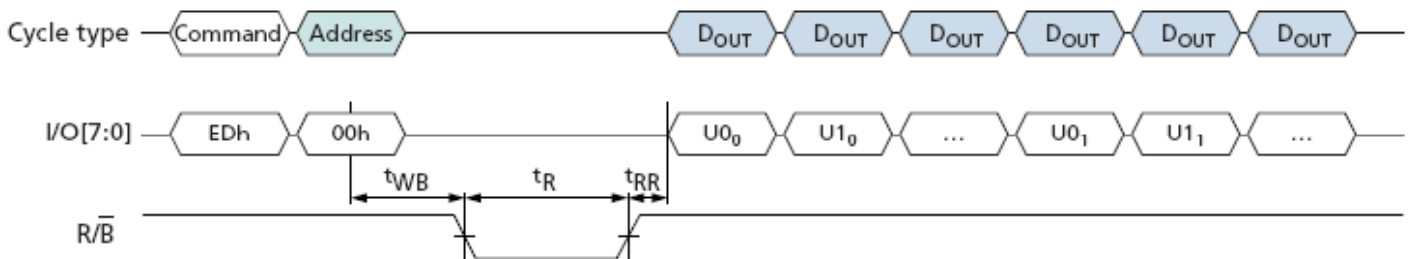 Cycle type Command Address DOUT DOUT DOUT DOUT DOUT DOUT
I/O[7:0] EDh 00h U00 U10 ... U01 U11 ...
tWB tR tRR
R/B̅